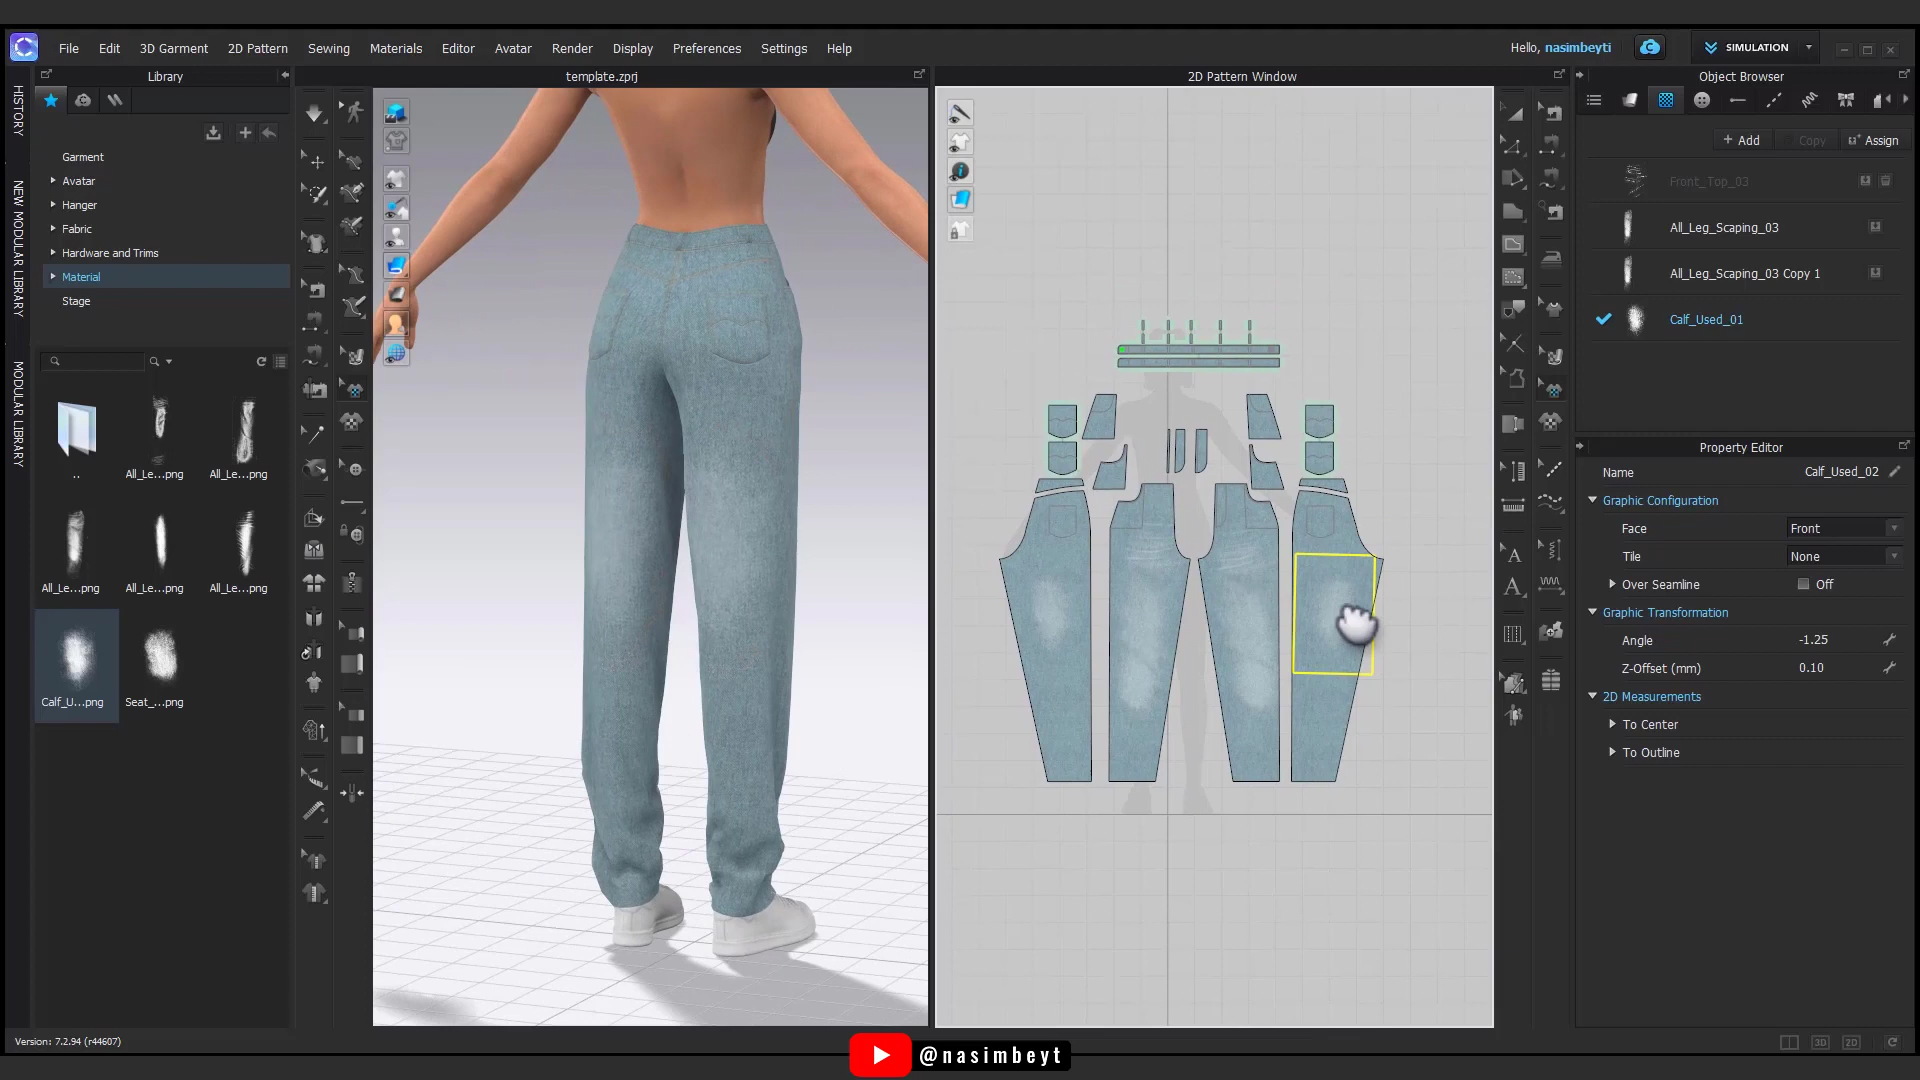 File Edit 3D Garment 2D Pattern Sewing Materials Editor Avatar Render Display Preferences Settings Help
Hello, nasimbeyti
SIMULATION
Library
template.zprj
2D Pattern Window
Object Browser
HISTORY
NEW MODULAR LIBRARY
MODULAR LIBRARY
Garment
Avatar
Hanger
Fabric
Hardware and Trims
Material
Stage
..
All_Le...png
All_Le...png
All_Le...png
All_Le...png
All_Le...png
Calf_U...png
Seat_...png
+ Add
Copy
Assign
Front_Top_03
All_Leg_Scaping_03
All_Leg_Scaping_03 Copy 1
Calf_Used_01
Property Editor
Name Calf_Used_02
Graphic Configuration
Face Front
Tile None
Over Seamline Off
Graphic Transformation
Angle -1.25
Z-Offset (mm) 0.10
2D Measurements
To Center
To Outline
Version: 7.2.94 (r44607)
@nasimbeyt
3D
2D